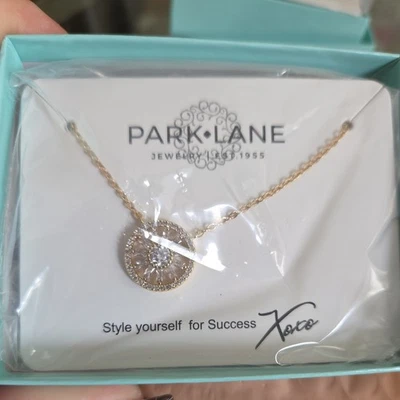 PARK•LANE
JEWELRY | EST.1955
Style yourself for Success Xoxo